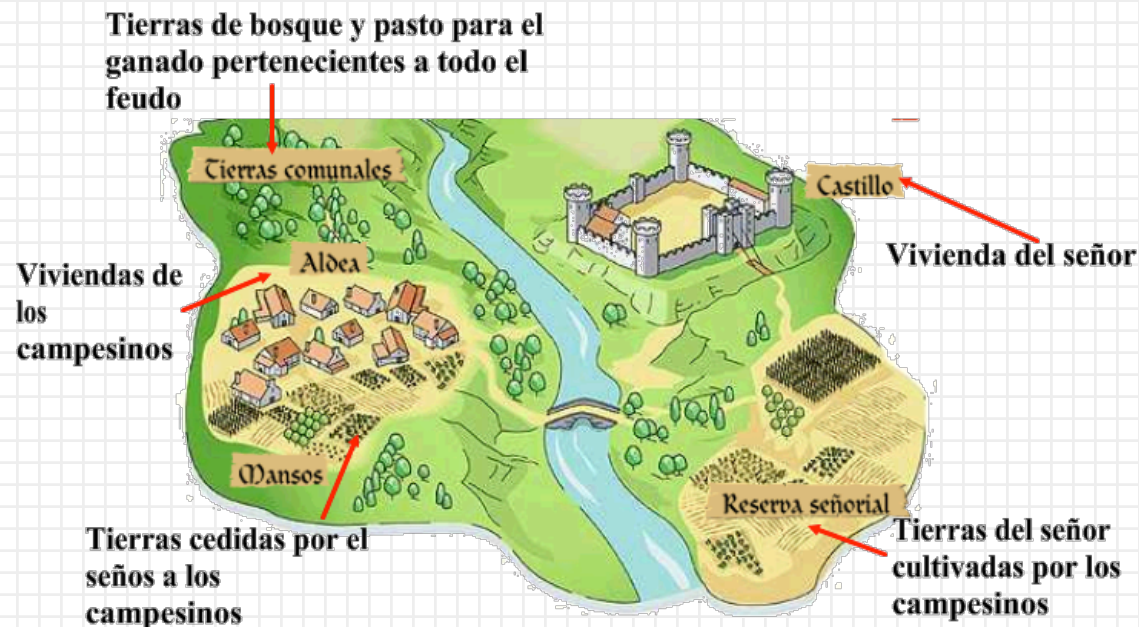 Tierras de bosque y pasto para el
ganado pertenecientes a todo el
feudo
Tierras comunales
Castillo
Vivienda del señor
Aldea
Viviendas de
los
campesinos
Mansos
Reserva señorial
Tierras cedidas por el
seños a los
campesinos
Tierras del señor
cultivadas por los
campesinos